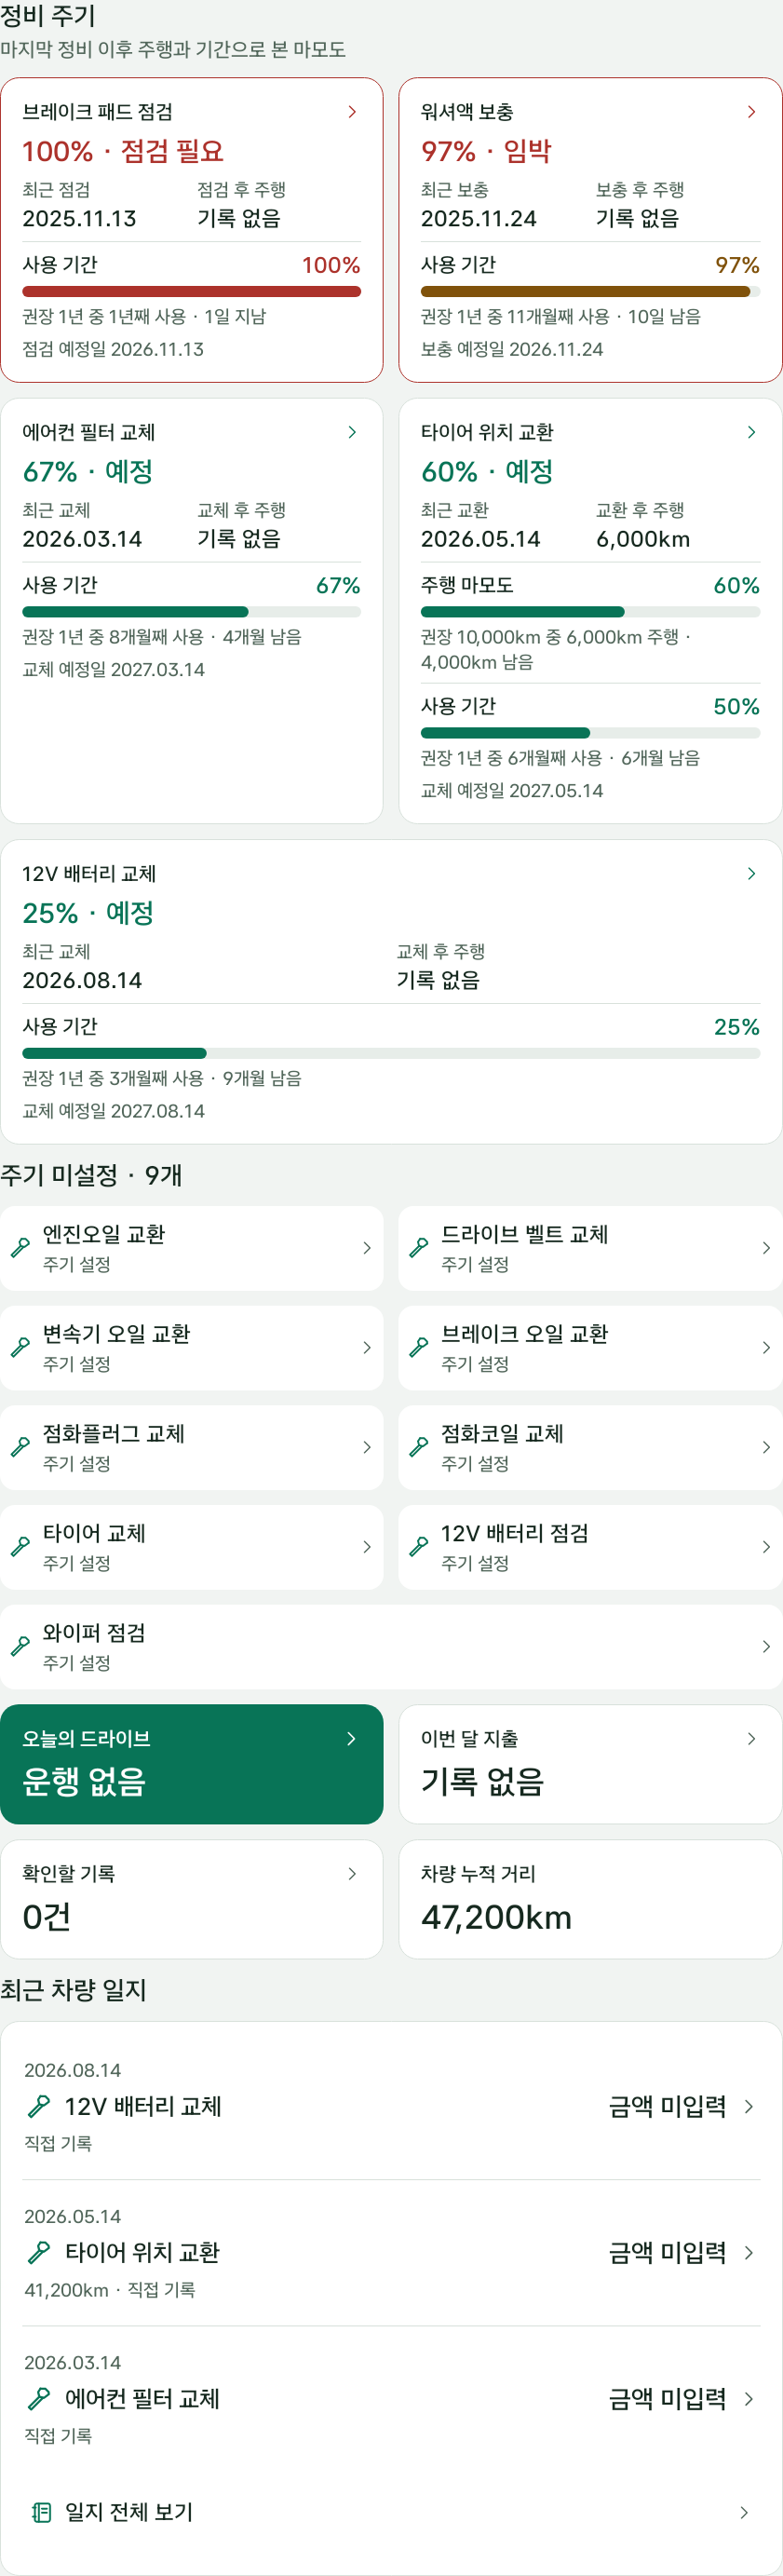 정비 주기
마지막 정비 이후 주행과 기간으로 본 마모도
브레이크 패드 점검
100% · 점검 필요
최근 점검
점검 후 주행
2025.11.13
기록 없음
사용 기간
100%
권장 1년 중 1년째 사용 · 1일 지남
점검 예정일 2026.11.13
워셔액 보충
97% · 임박
최근 보충
보충 후 주행
2025.11.24
기록 없음
사용 기간
97%
권장 1년 중 11개월째 사용 · 10일 남음
보충 예정일 2026.11.24
에어컨 필터 교체
67% · 예정
최근 교체
교체 후 주행
2026.03.14
기록 없음
사용 기간
67%
권장 1년 중 8개월째 사용 · 4개월 남음
교체 예정일 2027.03.14
타이어 위치 교환
60% · 예정
최근 교환
교환 후 주행
2026.05.14
6,000km
주행 마모도
60%
권장 10,000km 중 6,000km 주행 ·
4,000km 남음
사용 기간
50%
권장 1년 중 6개월째 사용 · 6개월 남음
교체 예정일 2027.05.14
12V 배터리 교체
25% · 예정
최근 교체
교체 후 주행
2026.08.14
기록 없음
사용 기간
25%
권장 1년 중 3개월째 사용 · 9개월 남음
교체 예정일 2027.08.14
주기 미설정 · 9개
엔진오일 교환
주기 설정
드라이브 벨트 교체
주기 설정
변속기 오일 교환
주기 설정
브레이크 오일 교환
주기 설정
점화플러그 교체
주기 설정
점화코일 교체
주기 설정
타이어 교체
주기 설정
12V 배터리 점검
주기 설정
와이퍼 점검
주기 설정
오늘의 드라이브
운행 없음
이번 달 지출
기록 없음
확인할 기록
0건
차량 누적 거리
47,200km
최근 차량 일지
2026.08.14
12V 배터리 교체
금액 미입력
직접 기록
2026.05.14
타이어 위치 교환
금액 미입력
41,200km · 직접 기록
2026.03.14
에어컨 필터 교체
금액 미입력
직접 기록
일지 전체 보기